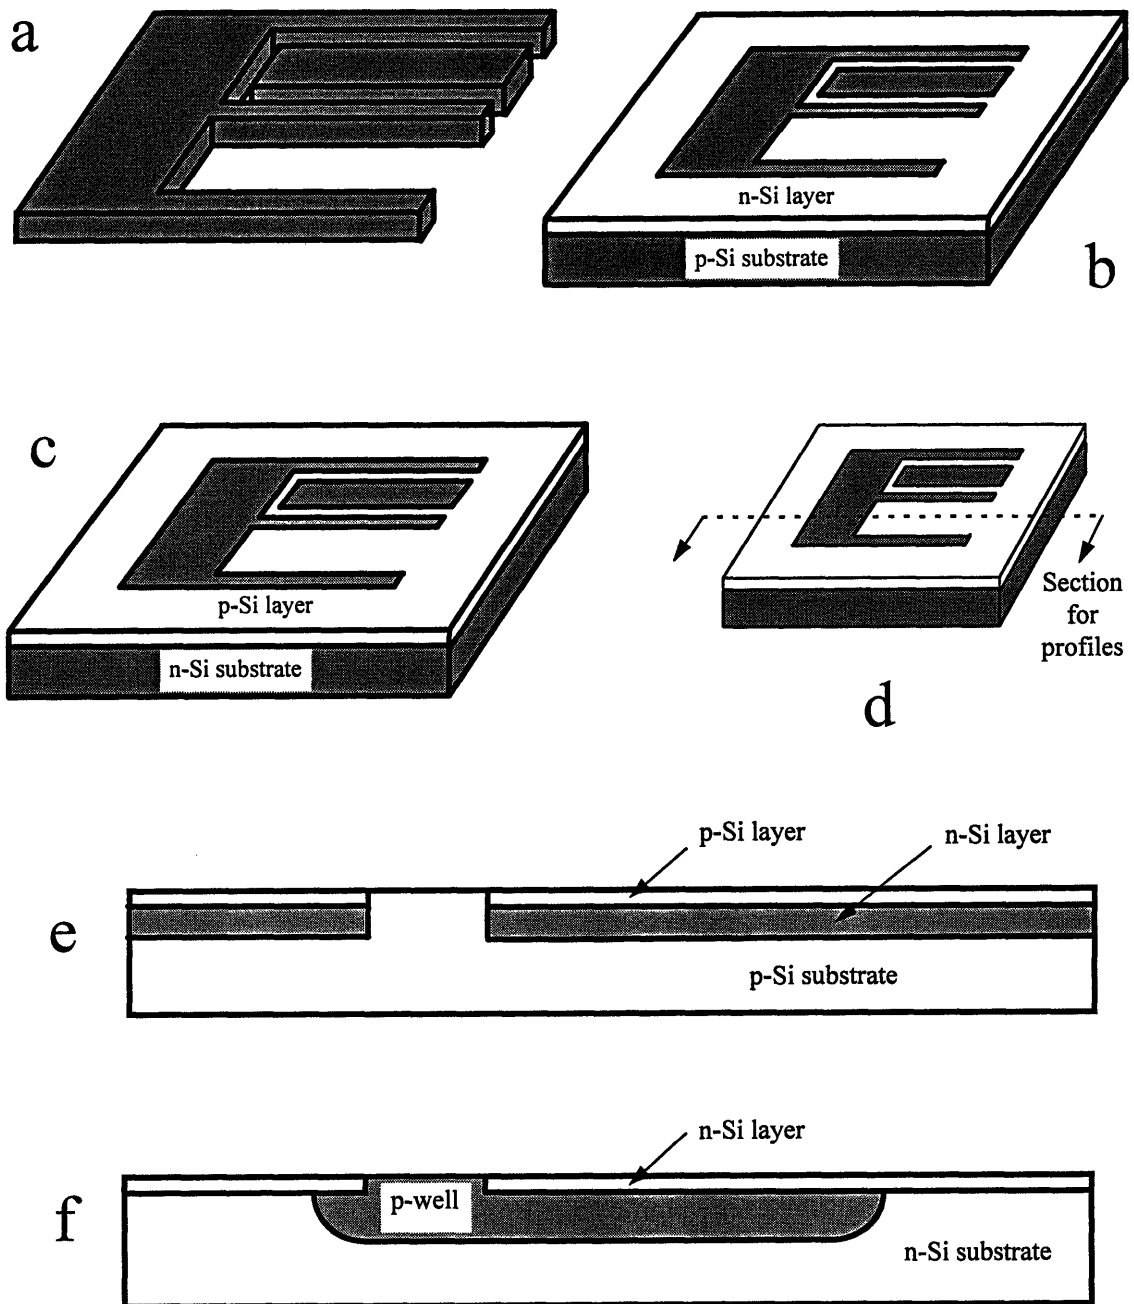 a
n-Si layer
p-Si substrate
b
c
p-Si layer
n-Si substrate
Section
for
profiles
d
p-Si layer
n-Si layer
e
p-Si substrate
n-Si layer
f
p-well
n-Si substrate